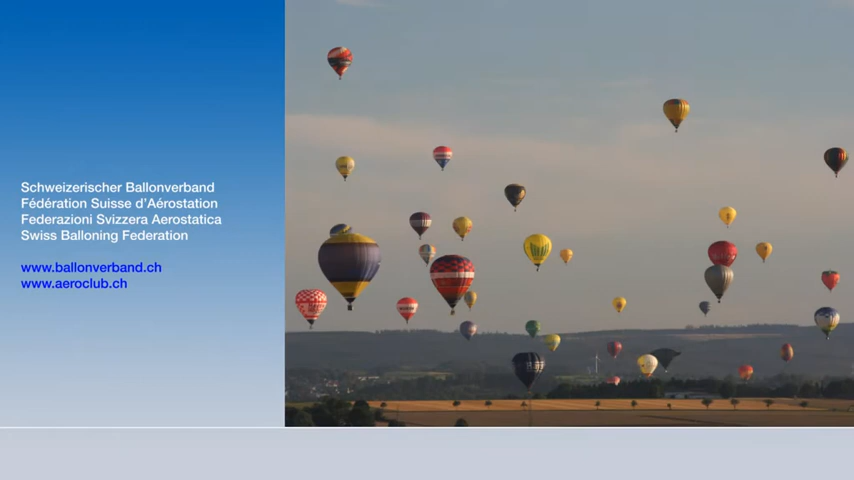 Schweizerischer Ballonverband
Fédération Suisse d'Aérostation
Federazioni Svizzera Aerostatica
Swiss Balloning Federation
www.ballonverband.ch
www.aeroclub.ch